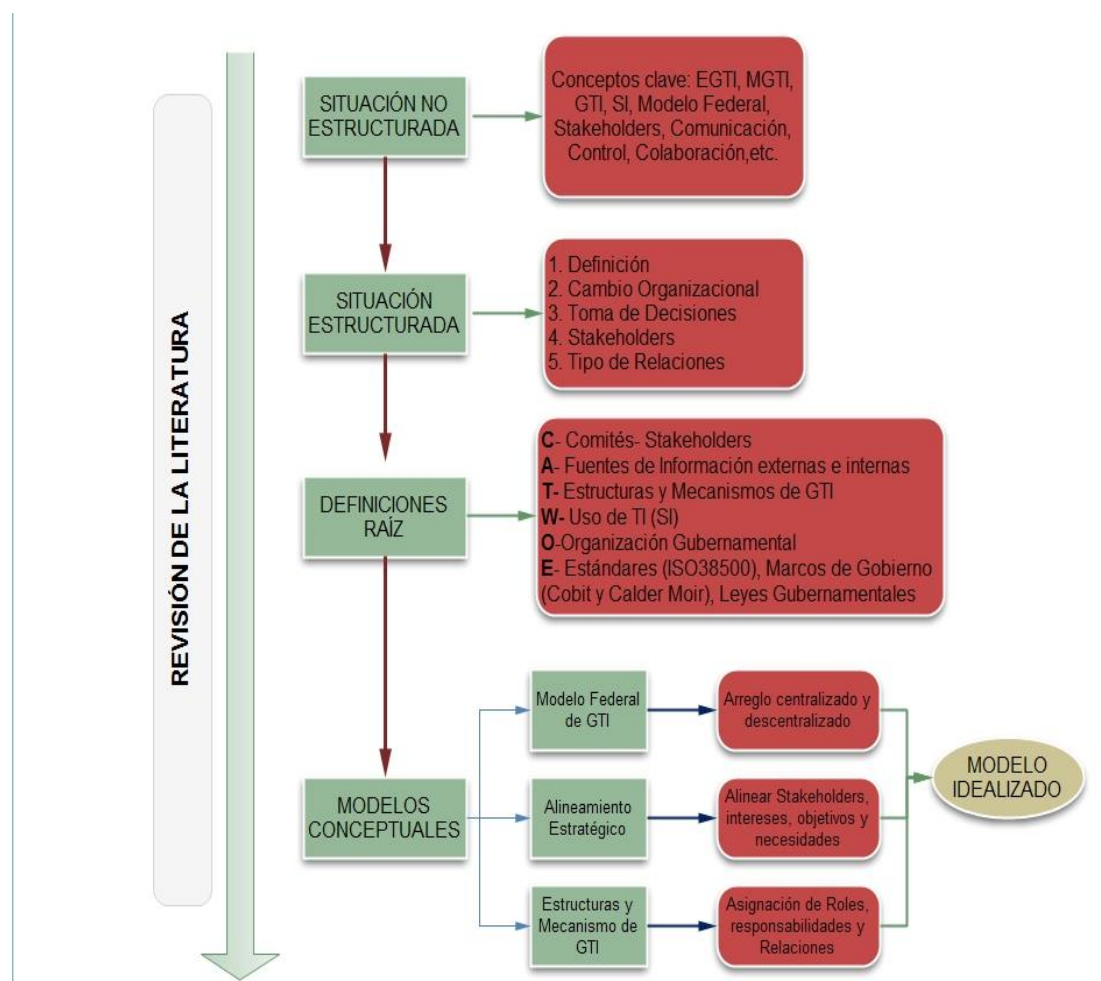 REVISIÓN DE LA LITERATURA
SITUACIÓN NO
ESTRUCTURADA
Conceptos clave: EGTI, MGTI,
GTI, SI, Modelo Federal,
Stakeholders, Comunicación,
Control, Colaboración,etc.
SITUACIÓN
ESTRUCTURADA
1. Definición
2. Cambio Organizacional
3. Toma de Decisiones
4. Stakeholders
5. Tipo de Relaciones
DEFINICIONES
RAÍZ
C- Comités- Stakeholders
A- Fuentes de Información externas e internas
T- Estructuras y Mecanismos de GTI
W- Uso de TI (SI)
O-Organización Gubernamental
E- Estándares (ISO38500), Marcos de Gobierno
(Cobit y Calder Moir), Leyes Gubernamentales
MODELOS
CONCEPTUALES
Modelo Federal
de GTI
Arreglo centralizado y
descentralizado
Alineamiento
Estratégico
Alinear Stakeholders,
intereses, objetivos y
necesidades
Estructuras y
Mecanismo de
GTI
Asignación de Roles,
responsabilidades y
Relaciones
MODELO
IDEALIZADO